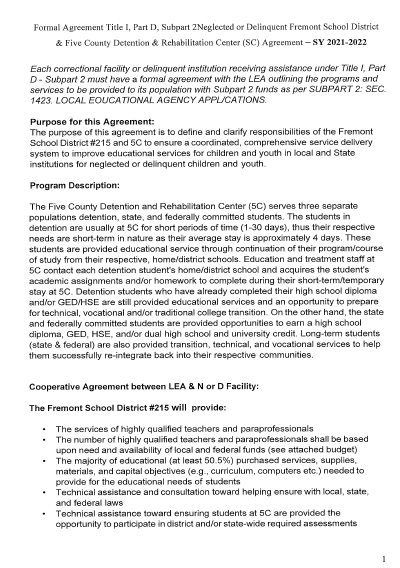 Formal Agreement Title I, Part D, Subpart 2Neglected or Delinquent Fremont School District
& Five County Detention & Rehabilitation Center (SC) Agreement – SY 2021-2022
Each correctional facility or delinquent institution receiving assistance under Title I, Part
D - Subpart 2 must have a formal agreement with the LEA outlining the programs and
services to be provided to its population with Subpart 2 funds as per SUBPART 2: SEC.
1423. LOCAL EOUCATIONAL AGENCY APPL/CATIONS.
Purpose for this Agreement:
The purpose of this agreement is to define and clarify responsibilities of the Fremont
School District #215 and 5C to ensure a coordinated, comprehensive service delivery
system to improve educational services for children and youth in local and State
institutions for neglected or delinquent children and youth.
Program Description:
The Five County Detention and Rehabilitation Center (5C) serves three separate
populations detention, state, and federally committed students. The students in
detention are usually at 5C for short periods of time (1-30 days), thus their respective
needs are short-term in nature as their average stay is approximately 4 days. These
students are provided educational service through continuation of their program/course
of study from their respective, home/district schools. Education and treatment staff at
5C contact each detention student's home/district school and acquires the student's
academic assignments and/or homework to complete during their short-term/temporary
stay at 5C. Detention students who have already completed their high school diploma
and/or GED/HSE are still provided educational services and an opportunity to prepare
for technical, vocational and/or traditional college transition. On the other hand, the state
and federally committed students are provided opportunities to earn a high school
diploma, GED, HSE, and/or dual high school and university credit. Long-term students
(state & federal) are also provided transition, technical, and vocational services to help
them successfully re-integrate back into their respective communities.
Cooperative Agreement between LEA & N or D Facility:
The Fremont School District #215 will provide:
• The services of highly qualified teachers and paraprofessionals
• The number of highly qualified teachers and paraprofessionals shall be based
upon need and availability of local and federal funds (see attached budget)
• The majority of educational (at least 50.5%) purchased services, supplies,
materials, and capital objectives (e.g., curriculum, computers etc.) needed to
provide for the educational needs of students
• Technical assistance and consultation toward helping ensure with local, state,
and federal laws
• Technical assistance toward ensuring students at 5C are provided the
opportunity to participate in district and/or state-wide required assessments
1